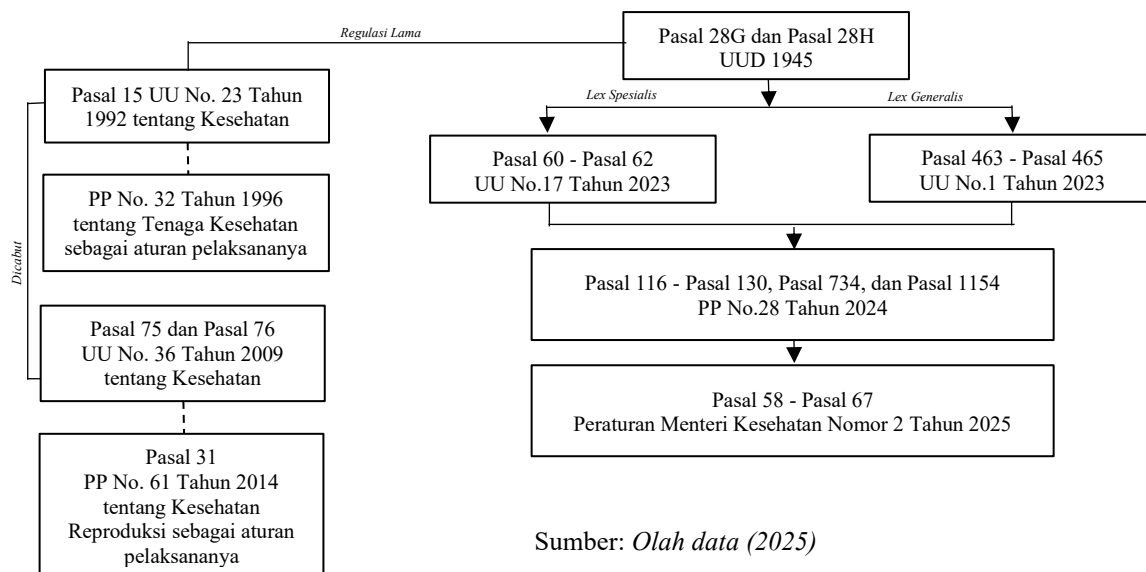 Regulasi Lama
Pasal 28G dan Pasal 28H
UUD 1945
Pasal 15 UU No. 23 Tahun
1992 tentang Kesehatan
Lex Spesialis
Lex Generalis
Pasal 60 - Pasal 62
UU No.17 Tahun 2023
Pasal 463 - Pasal 465
UU No.1 Tahun 2023
PP No. 32 Tahun 1996
tentang Tenaga Kesehatan
sebagai aturan pelaksananya
Dicabut
Pasal 116 - Pasal 130, Pasal 734, dan Pasal 1154
PP No.28 Tahun 2024
Pasal 75 dan Pasal 76
UU No. 36 Tahun 2009
tentang Kesehatan
Pasal 58 - Pasal 67
Peraturan Menteri Kesehatan Nomor 2 Tahun 2025
Pasal 31
PP No. 61 Tahun 2014
tentang Kesehatan
Reproduksi sebagai aturan
pelaksananya
Sumber: Olah data (2025)